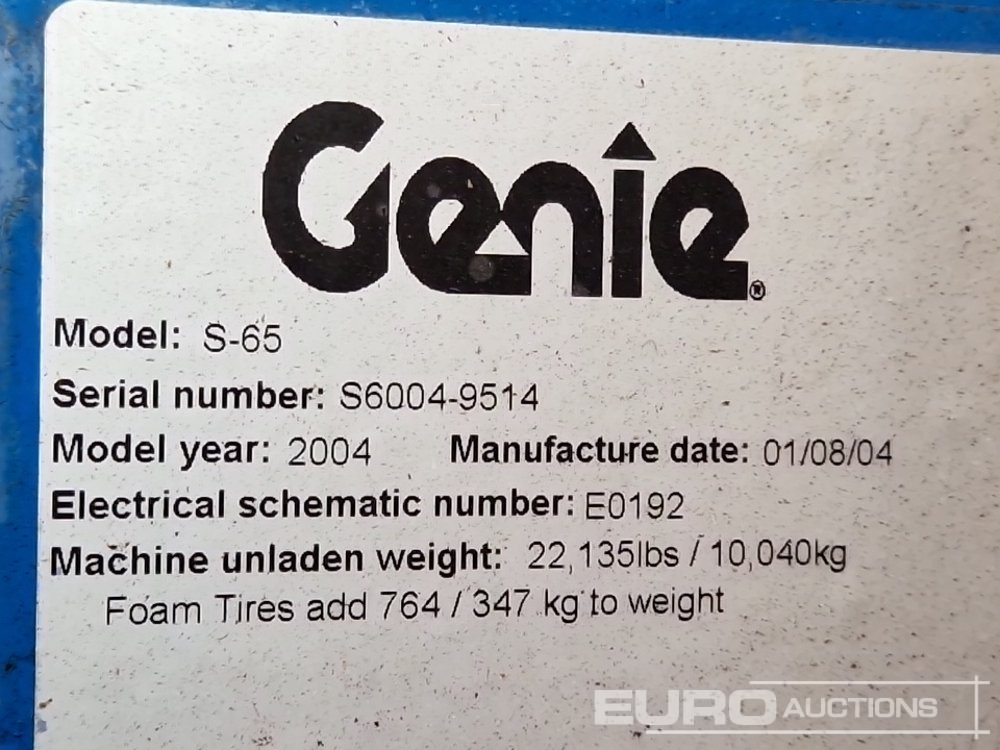 Genie®
Model: S-65
Serial number: S6004-9514
Model year: 2004 Manufacture date: 01/08/04
Electrical schematic number: E0192
Machine unladen weight: 22,135lbs / 10,040kg
Foam Tires add 764 / 347 kg to weight
EURO AUCTIONS